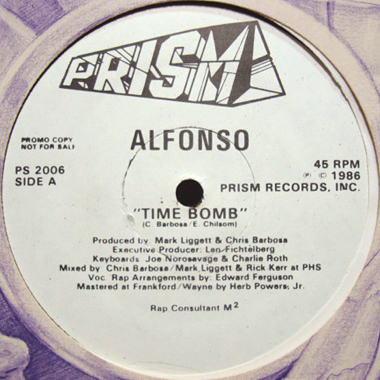 PRISM
ALFONSO
PROMO COPY
NOT FOR SALE
PS 2006
SIDE A
45 RPM
℗ © 1986
PRISM RECORDS, INC.
"TIME BOMB"
(C. Barbosa/E. Chilsom)
Produced by: Mark Liggett & Chris Barbosa
Executive Producer: Len Fichtelberg
Keyboards: Joe Norosavage & Charlie Roth
Mixed by: Chris Barbosa/Mark Liggett & Rick Kerr at PHS
Voc. Rap Arrangements by: Edward Ferguson
Mastered at Frankford/Wayne by Herb Powers, Jr.
Rap Consultant M²